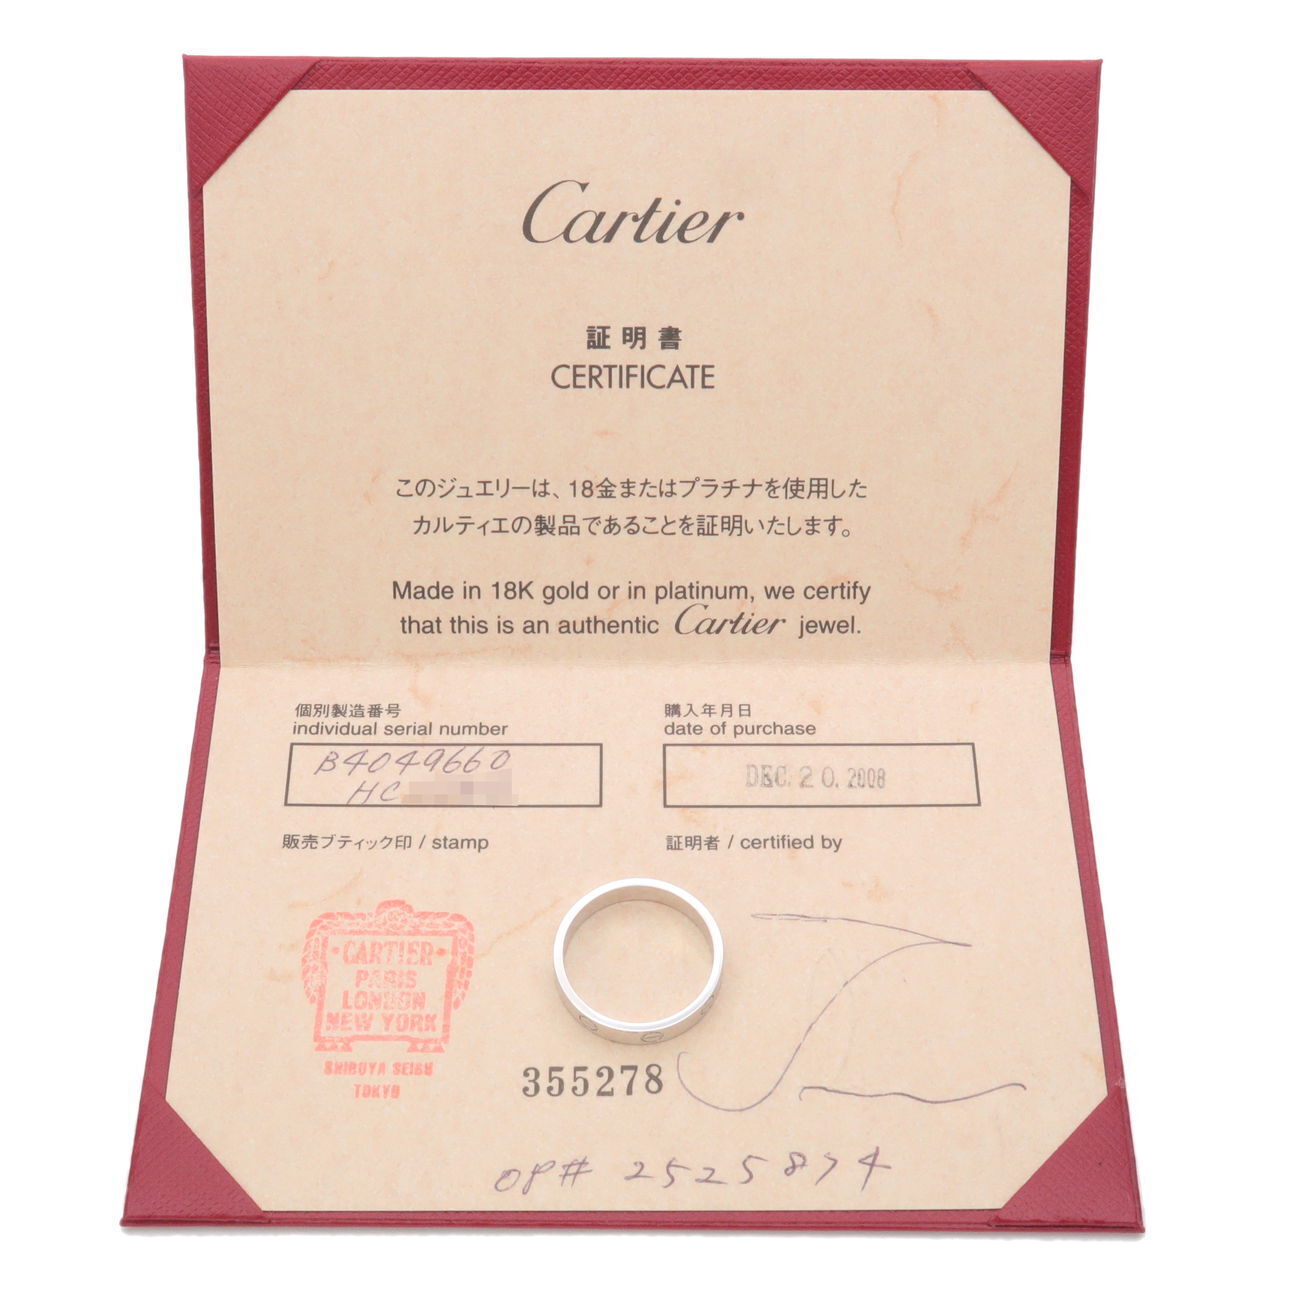 Cartier
証明書
CERTIFICATE
このジュエリーは、18金またはプラチナを使用した
カルティエの製品であることを証明いたします。
Made in 18K gold or in platinum, we certify
that this is an authentic Cartier jewel.
個別製造番号
individual serial number
B4049660
HC
購入年月日
date of purchase
DEC. 20. 2008
販売ブティック印 / stamp
証明者 / certified by
CARTIER
PARIS
LONDON
NEW YORK
SHIBUYA SEIBU
TOKYO
355278
OP# 2525874